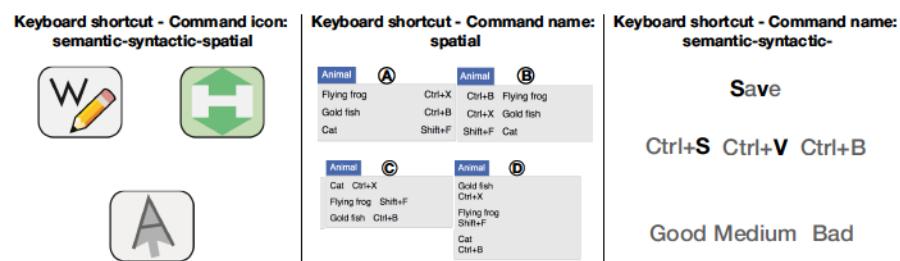 Keyboard shortcut - Command icon:
semantic-syntactic-spatial
W
H
A
Keyboard shortcut - Command name:
spatial
Animal A
Flying frog Ctrl+X
Gold fish Ctrl+B
Cat Shift+F
Animal B
Ctrl+B Flying frog
Ctrl+X Gold fish
Shift+F Cat
Animal C
Cat Ctrl+X
Flying frog Shift+F
Gold fish Ctrl+B
Animal D
Gold fish
Ctrl+X
Flying frog
Shift+F
Cat
Ctrl+B
Keyboard shortcut - Command name:
semantic-syntactic-
Save
Ctrl+S Ctrl+V Ctrl+B
Good Medium Bad